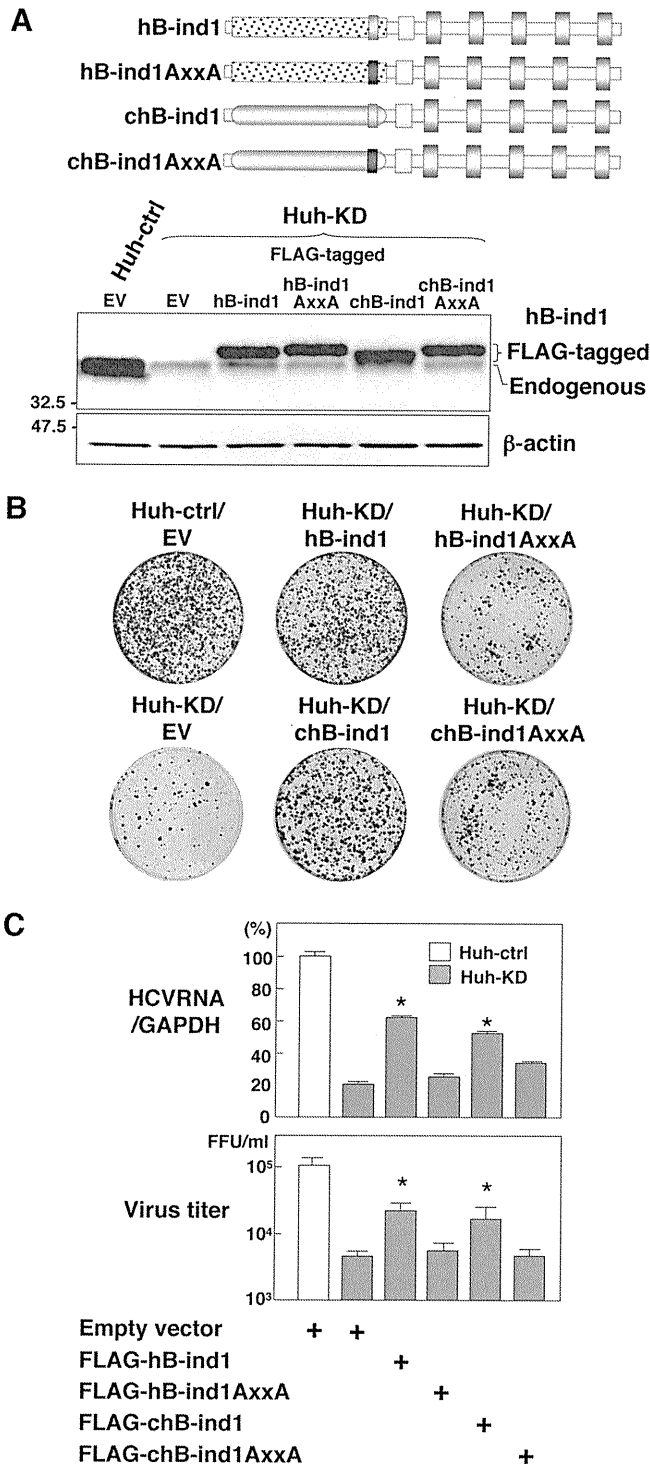 A
hB-ind1
hB-ind1AxxA
chB-ind1
chB-ind1AxxA
Huh-ctrl
Huh-KD
FLAG-tagged
EV
EV
hB-ind1
hB-ind1
AxxA
chB-ind1
chB-ind1
AxxA
hB-ind1
FLAG-tagged
Endogenous
32.5 -
47.5 -
β-actin
B
Huh-ctrl/
EV
Huh-KD/
hB-ind1
Huh-KD/
hB-ind1AxxA
Huh-KD/
EV
Huh-KD/
chB-ind1
Huh-KD/
chB-ind1AxxA
C
(%)
100
80
60
40
20
0
HCVRNA
/GAPDH
Huh-ctrl
Huh-KD
* *
FFU/ml
10⁵
10⁴
10³
Virus titer
* *
Empty vector + +
FLAG-hB-ind1 +
FLAG-hB-ind1AxxA +
FLAG-chB-ind1 +
FLAG-chB-ind1AxxA +